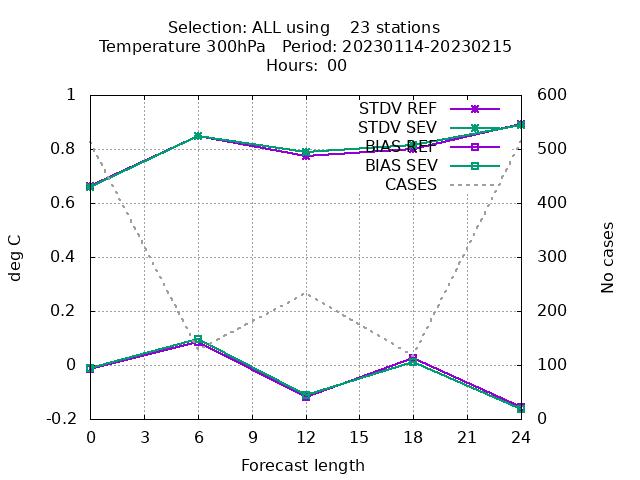 Selection: ALL using 23 stations
Temperature 300hPa Period: 20230114-20230215
Hours: 00
1
0.8
0.6
0.4
0.2
0
-0.2
deg C
STDV REF
STDV SEV
BIAS REF
BIAS SEV
CASES
600
500
400
300
200
100
0
No cases
0 3 6 9 12 15 18 21 24
Forecast length